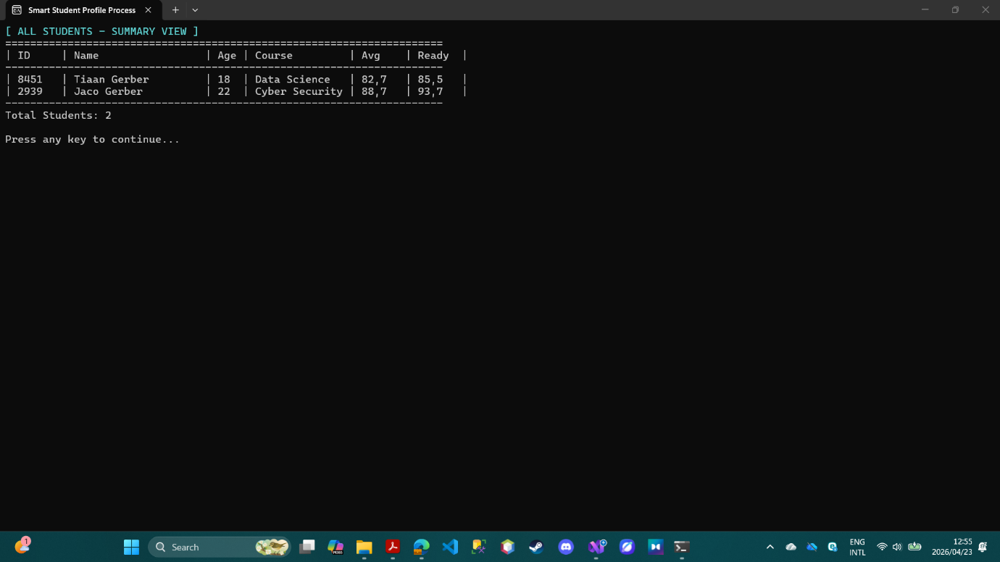 Smart Student Profile Process
[ ALL STUDENTS - SUMMARY VIEW ]
======================================================================
| ID     | Name                 | Age | Course         | Avg    | Ready  |
----------------------------------------------------------------------
| 8451   | Tiaan Gerber         | 18  | Data Science   | 82,7   | 85,5   |
| 2939   | Jaco Gerber          | 22  | Cyber Security | 88,7   | 93,7   |
----------------------------------------------------------------------
Total Students: 2
Press any key to continue...
1
Search
M365
ENG
INTL
12:55
2026/04/23